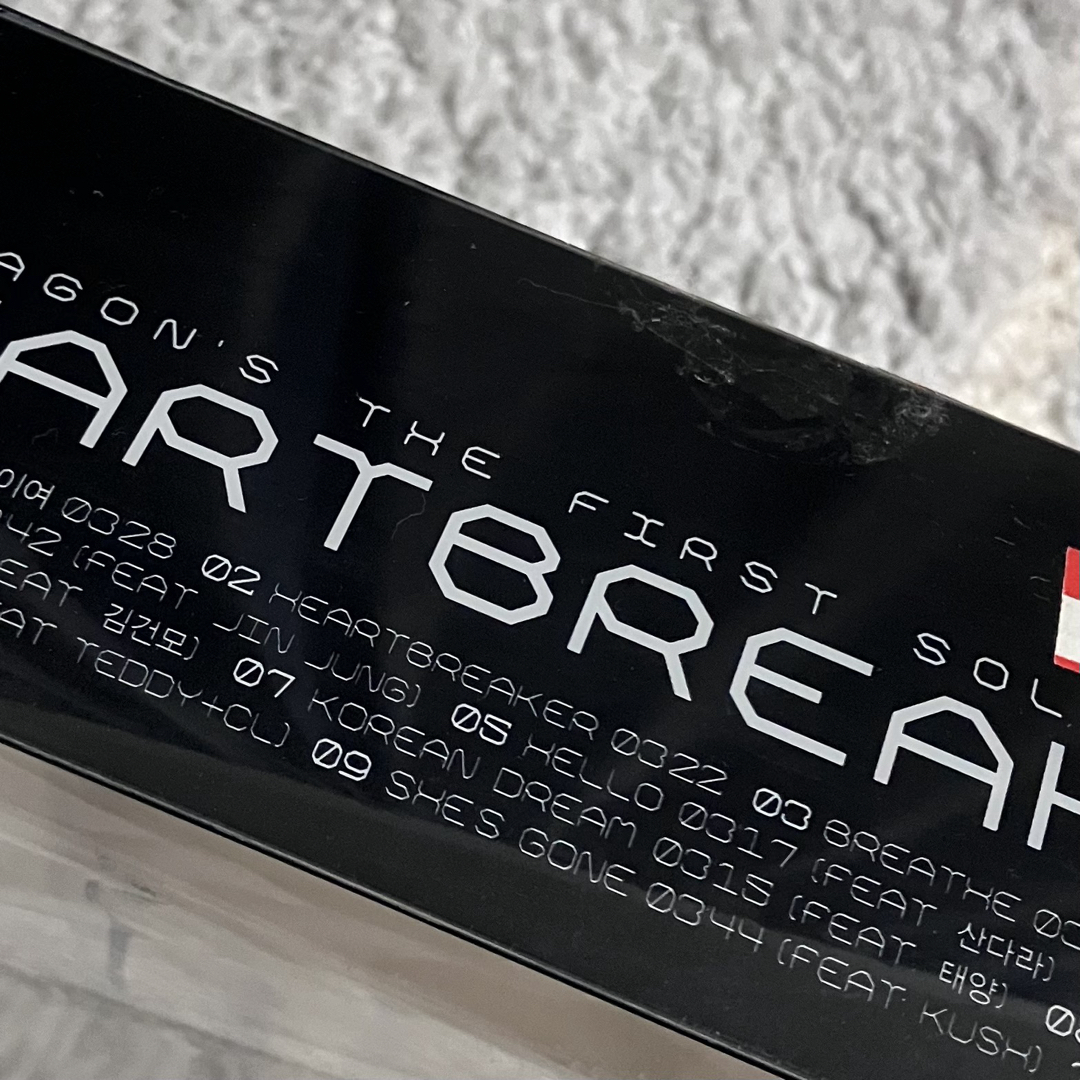 AGON'S THE FIRST SOL
ARTBREAK
이어 0328 02 HEARTBREAKER 0322 03 BREATHE 03
42 (FEAT JIN JUNG) 05 HELLO 0317 (FEAT 산다라)
EAT 김건모) 07 KOREAN DREAM 0315 (FEAT 태양) 0
AT TEDDY+CL) 09 SHES GONE 0344 (FEAT KUSH)